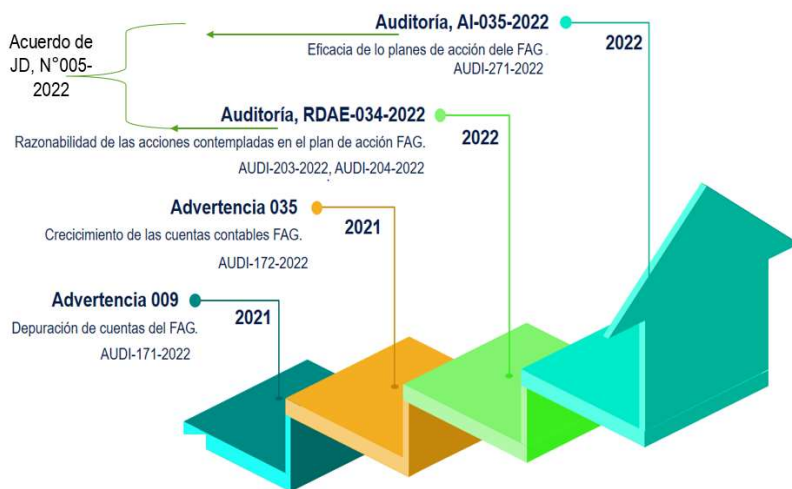 Auditoría, AI-035-2022
2022
Eficacia de lo planes de acción dele FAG .
AUDI-271-2022
Acuerdo de
JD, N°005-
2022
Auditoría, RDAE-034-2022
2022
Razonabilidad de las acciones contempladas en el plan de acción FAG.
AUDI-203-2022, AUDI-204-2022
Advertencia 035
2021
Crecicimiento de las cuentas contables FAG.
AUDI-172-2022
Advertencia 009
2021
Depuración de cuentas del FAG.
AUDI-171-2022